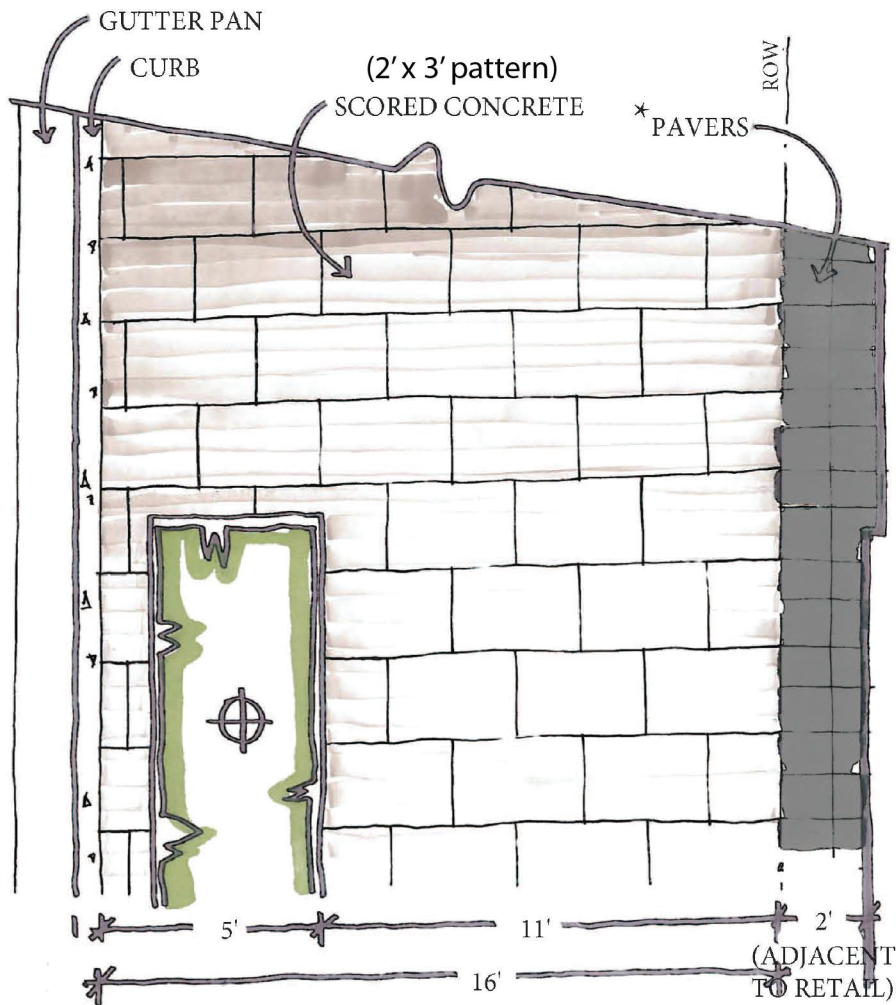 GUTTER PAN
CURB
(2' x 3' pattern)
SCORED CONCRETE
* PAVERS
ROW
5'
11'
2'
(ADJACENT
TO RETAIL)
16'